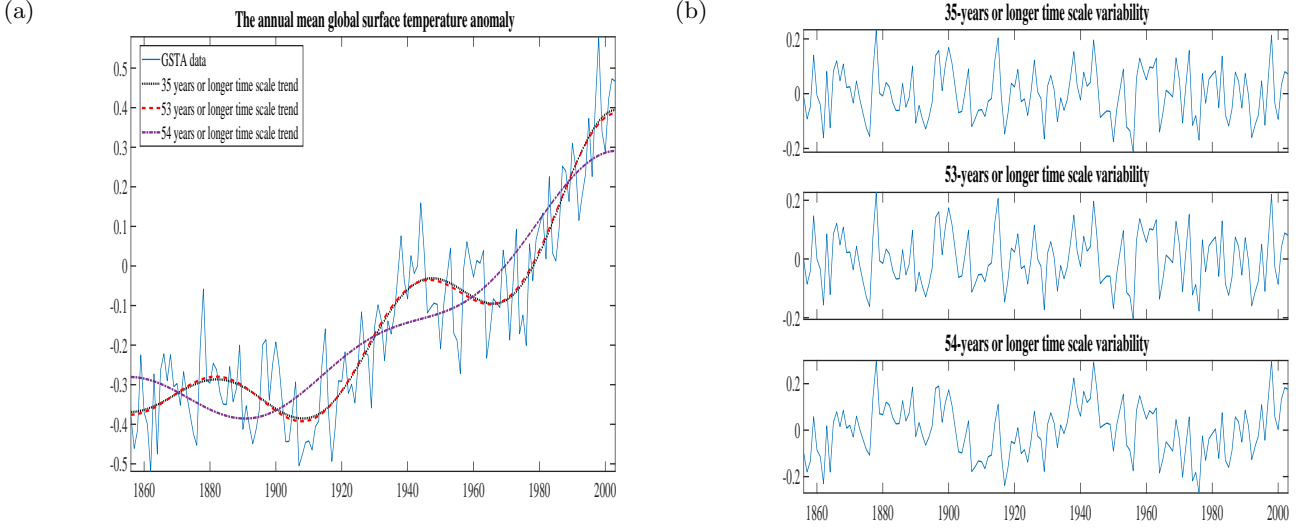 (a)
The annual mean global surface temperature anomaly
GSTA data
35 years or longer time scale trend
53 years or longer time scale trend
54 years or longer time scale trend
0.5
0.4
0.3
0.2
0.1
0
-0.1
-0.2
-0.3
-0.4
-0.5
1860 1880 1900 1920 1940 1960 1980 2000
(b)
35-years or longer time scale variability
0.2
0
-0.2
53-years or longer time scale variability
0.2
0
-0.2
54-years or longer time scale variability
0.2
0
-0.2
1860 1880 1900 1920 1940 1960 1980 2000